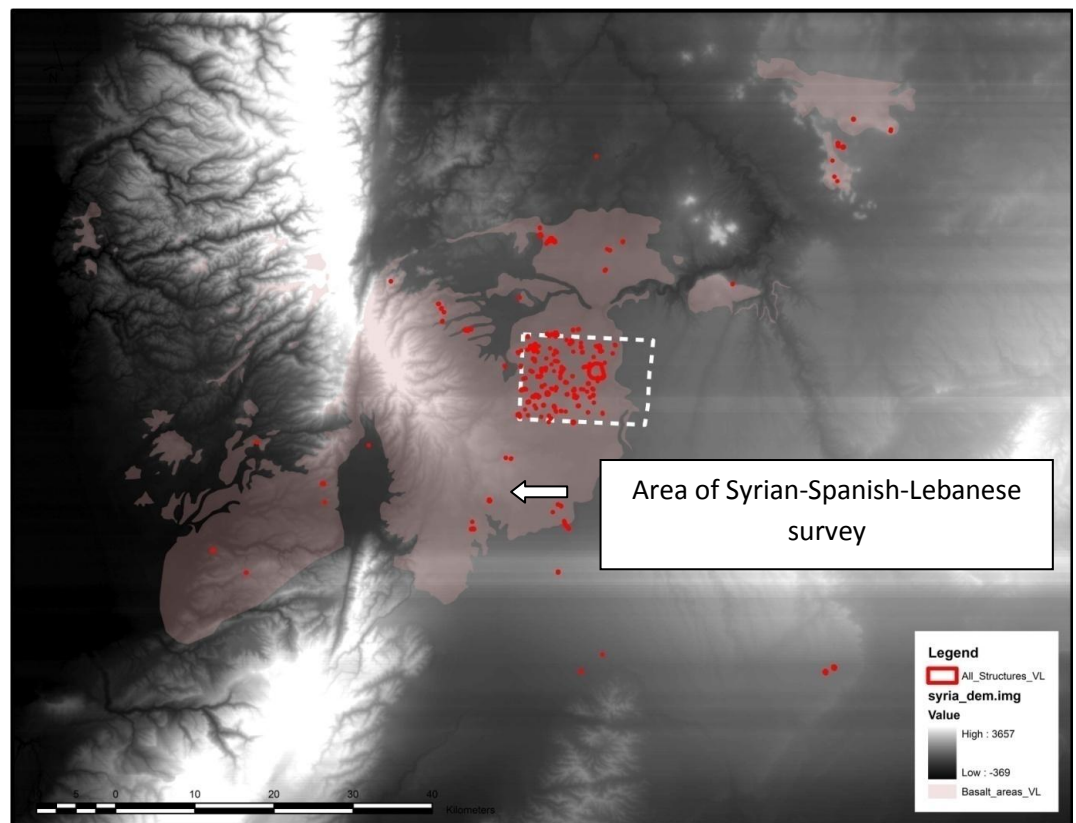 Area of Syrian-Spanish-Lebanese
survey
Legend
All_Structures_VL
syria_dem.img
Value
High : 3657
Low : -369
Basalt_areas_VL
10 5 0 10 20 30 40
Kilometers